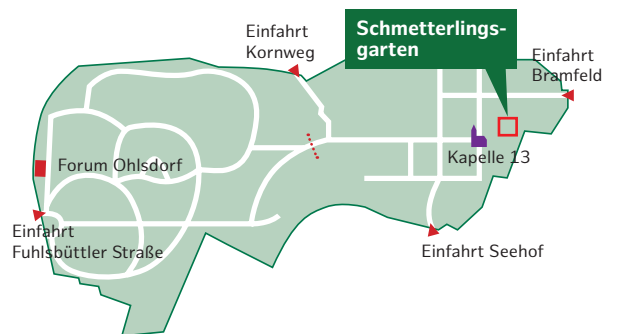 Einfahrt
Kornweg
Schmetterlings-
garten
Einfahrt
Bramfeld
Forum Ohlsdorf
Kapelle 13
Einfahrt
Fuhlsbüttler Straße
Einfahrt Seehof